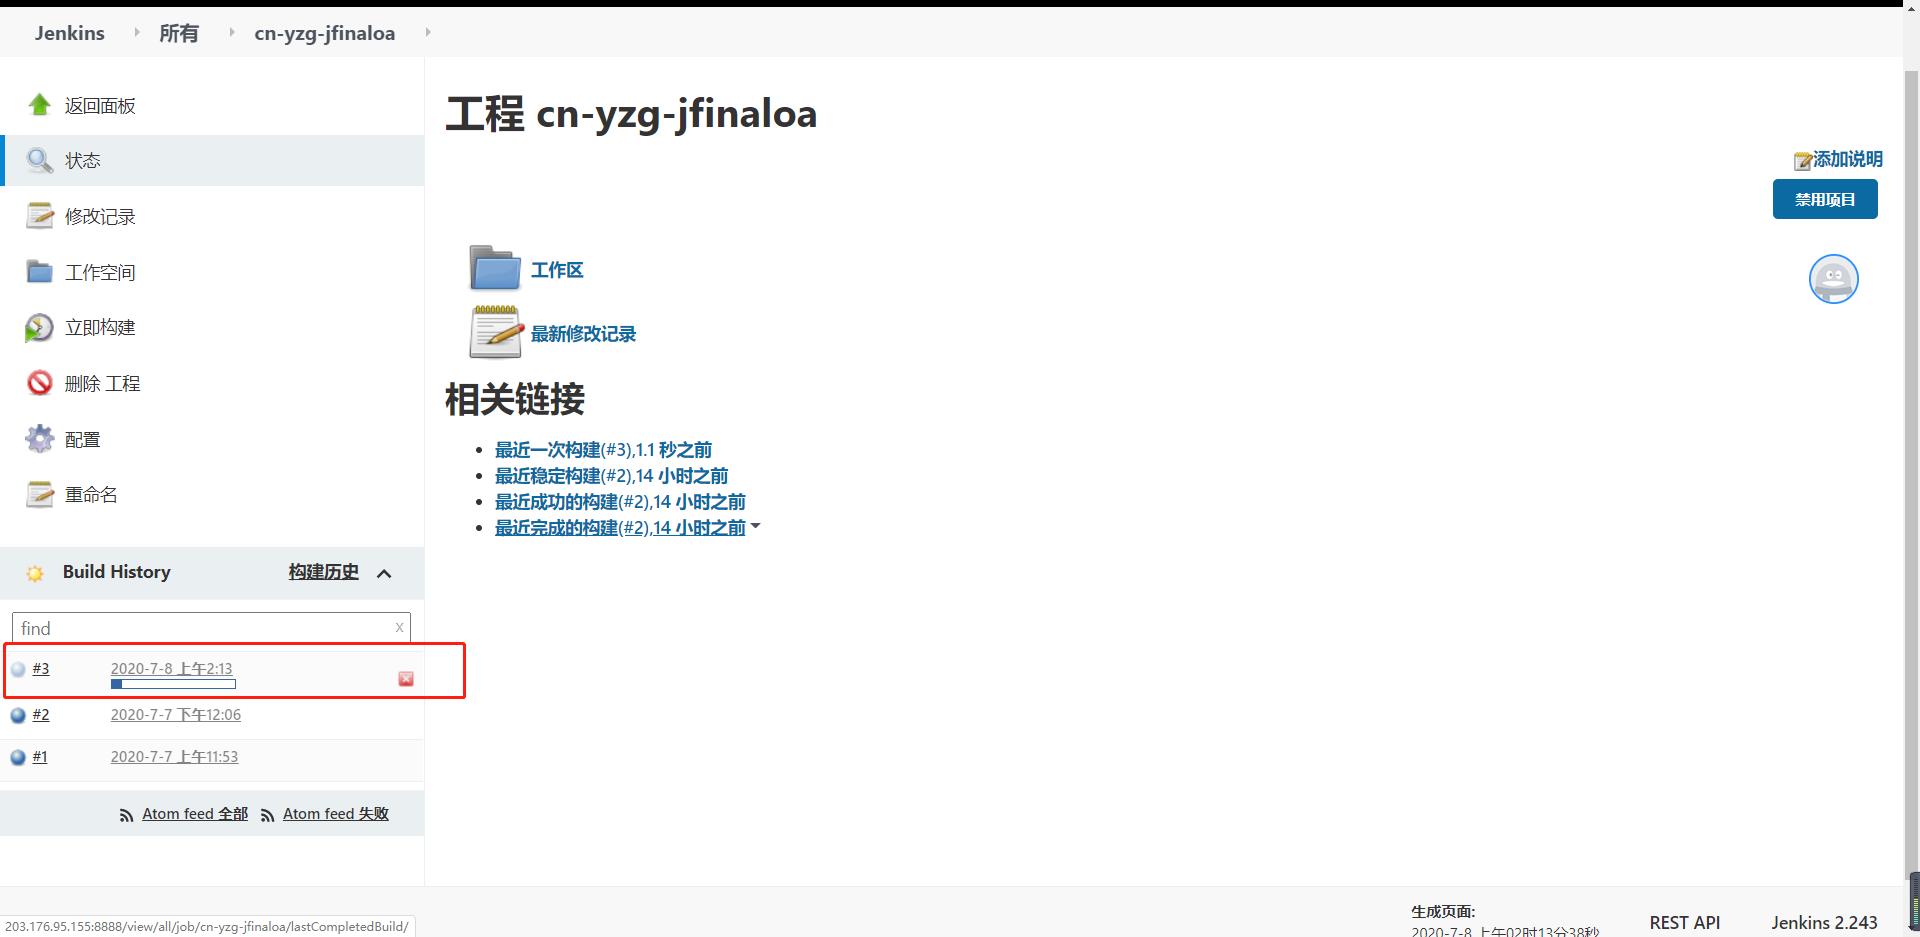 Jenkins 所有 cn-yzg-jfinaloa
返回面板
状态
修改记录
工作空间
立即构建
删除 工程
配置
重命名
Build History 构建历史
find x
#3 2020-7-8 上午2:13
#2 2020-7-7 下午12:06
#1 2020-7-7 上午11:53
Atom feed 全部 Atom feed 失败
工程 cn-yzg-jfinaloa
添加说明
禁用项目
工作区
最新修改记录
相关链接
最近一次构建(#3),1.1 秒之前
最近稳定构建(#2),14 小时之前
最近成功的构建(#2),14 小时之前
最近完成的构建(#2),14 小时之前
203.176.95.155:8888/view/all/job/cn-yzg-jfinaloa/lastCompletedBuild/
生成页面:
2020-7-8 上午02时13分38秒
REST API Jenkins 2.243